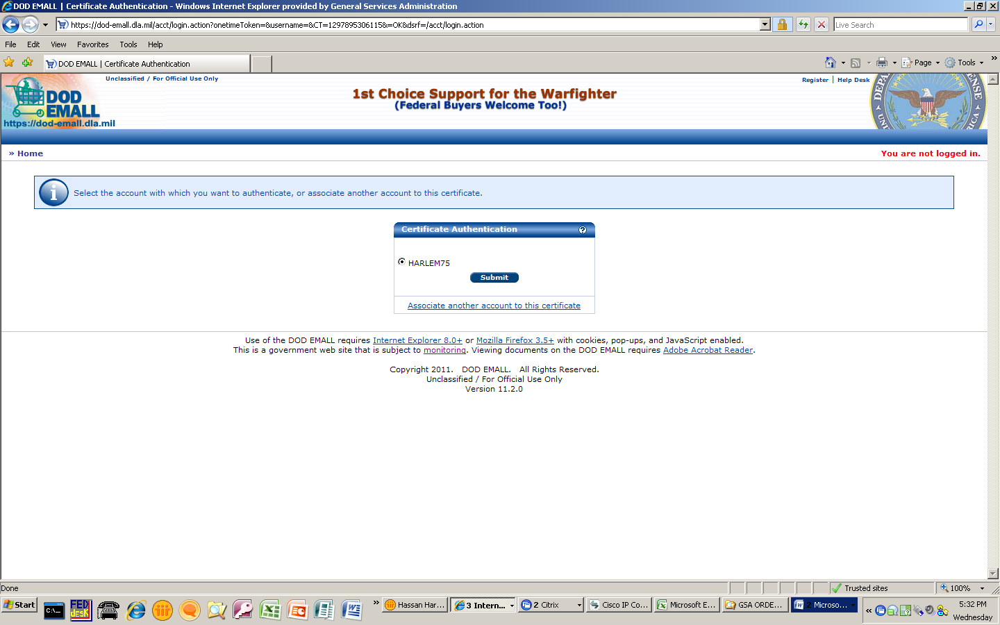 DOD EMALL | Certificate Authentication - Windows Internet Explorer provided by General Services Administration
https://dod-emall.dla.mil/acct/login.action?onetimeToken=&username=&CT=1297895306115&=OK&dsrf=/acct/login.action
Live Search
File Edit View Favorites Tools Help
DOD EMALL | Certificate Authentication
Page Tools »
Unclassified / For Official Use Only
Register | Help Desk
DOD
EMALL
https://dod-emall.dla.mil
1st Choice Support for the Warfighter
(Federal Buyers Welcome Too!)
» Home
You are not logged in.
Select the account with which you want to authenticate, or associate another account to this certificate.
Certificate Authentication ?
HARLEM75
Submit
Associate another account to this certificate
Use of the DOD EMALL requires Internet Explorer 8.0+ or Mozilla Firefox 3.5+ with cookies, pop-ups, and JavaScript enabled.
This is a government web site that is subject to monitoring. Viewing documents on the DOD EMALL requires Adobe Acrobat Reader.
Copyright 2011. DOD EMALL. All Rights Reserved.
Unclassified / For Official Use Only
Version 11.2.0
Done
Trusted sites
100%
Start
C:\_
FED
desK
» Hassan Har... 3 Intern... 2 Citrix Cisco IP Co... Microsoft E... GSA ORDE... 2 Microso... «
5:32 PM
Wednesday